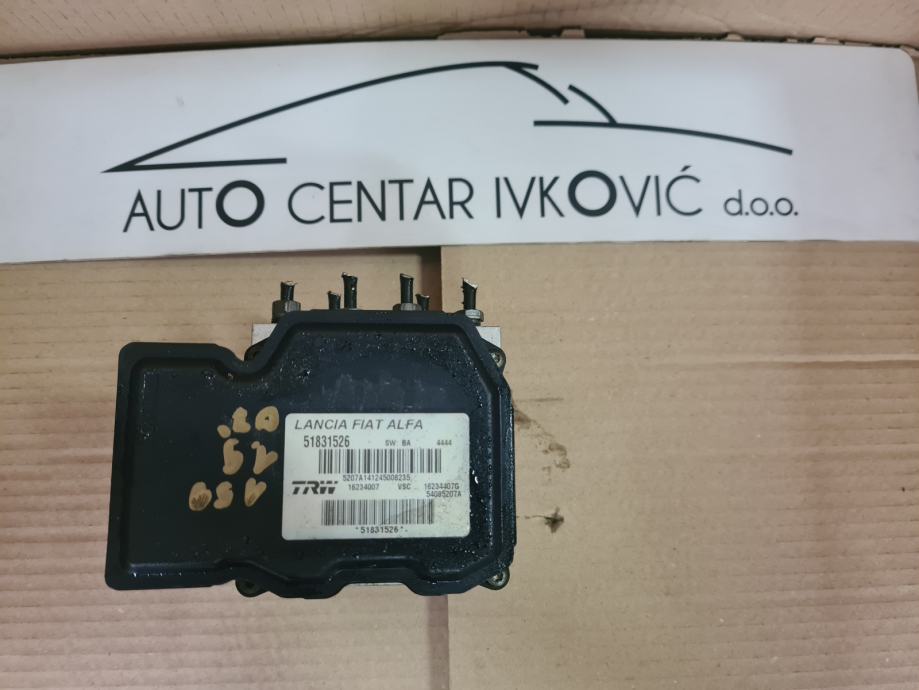 AUTO CENTAR IVKOVIĆ d.o.o.
LANCIA FIAT ALFA
51831526 SW: BA 4444
5207A141245008235
TRW 16234007 VSC 16234407G
54085207A
*51831526*